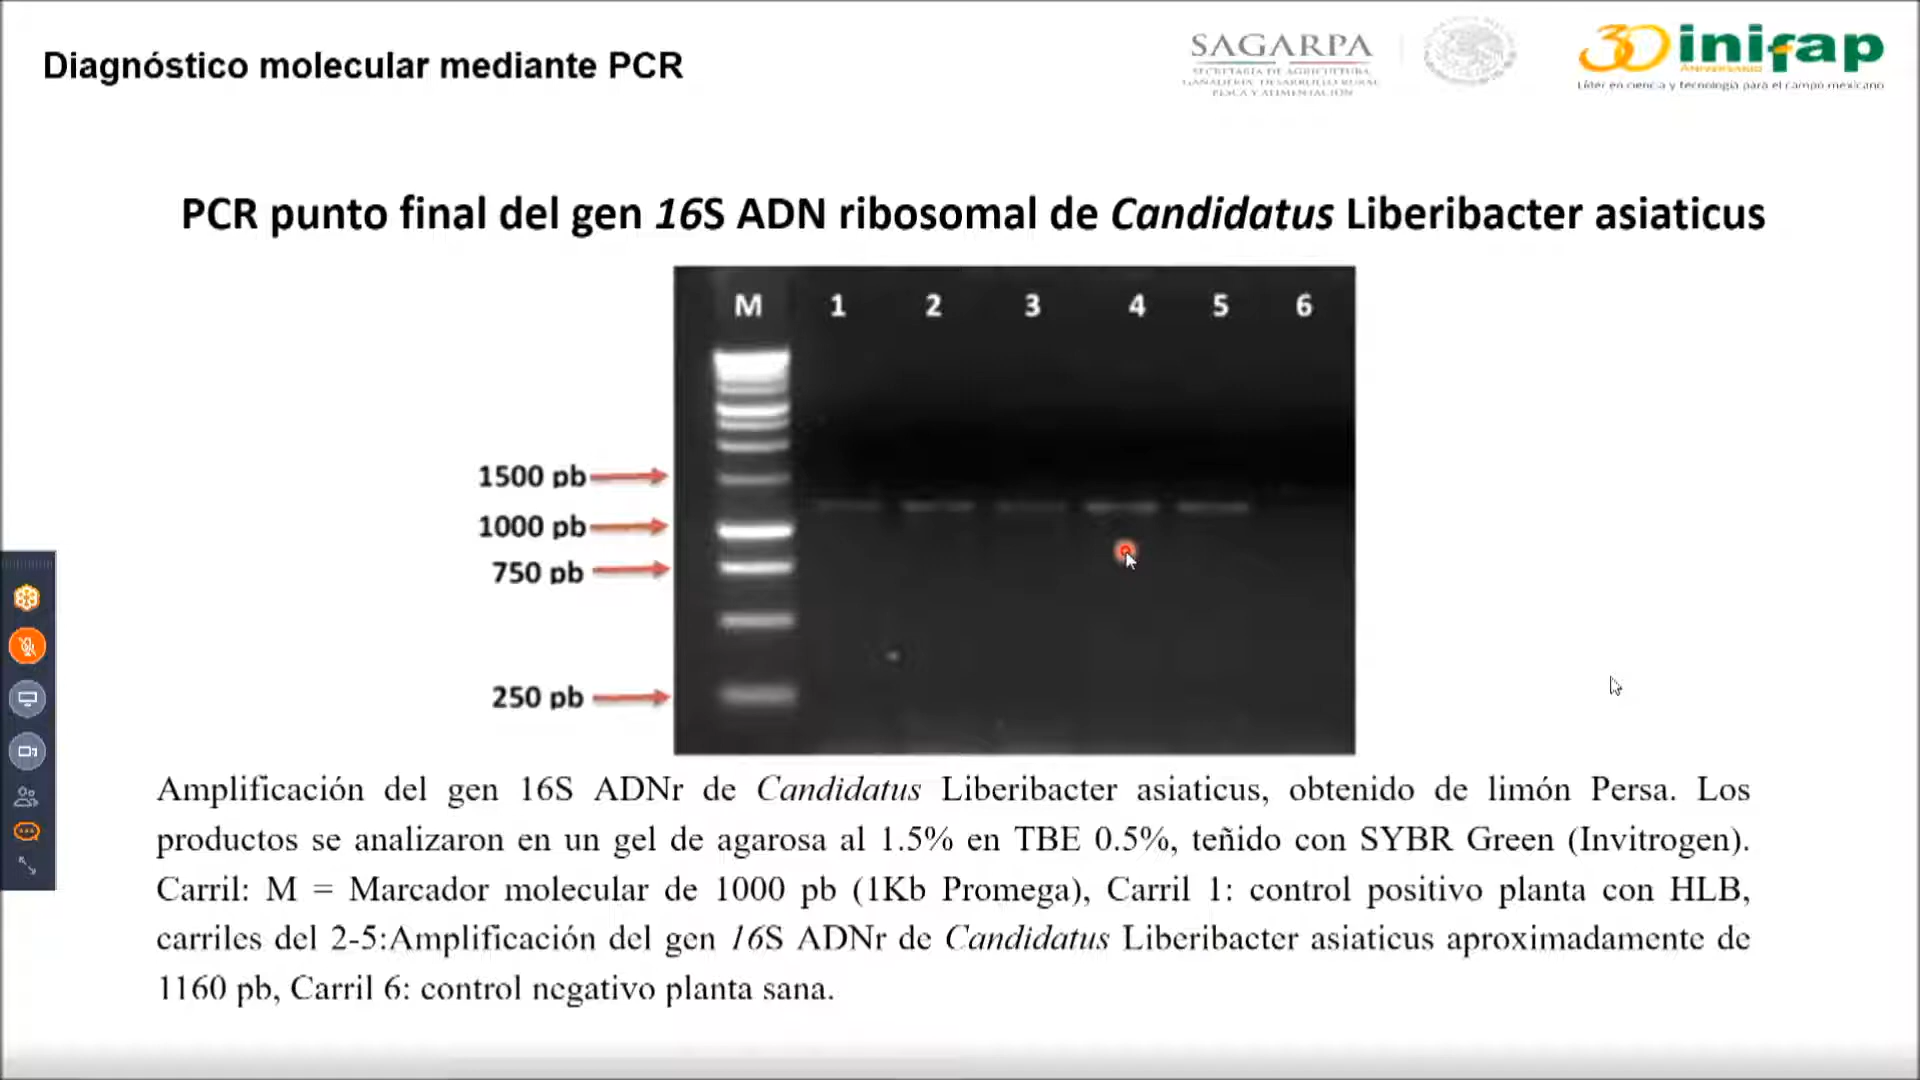 Diagnóstico molecular mediante PCR
SAGARPA
SECRETARÍA DE AGRICULTURA,
GANADERÍA, DESARROLLO RURAL,
PESCA Y ALIMENTACIÓN
30
ANIVERSARIO
inifap
Líder en ciencia y tecnología para el campo mexicano
PCR punto final del gen 16S ADN ribosomal de Candidatus Liberibacter asiaticus
M 1 2 3 4 5 6
1500 pb
1000 pb
750 pb
250 pb
Amplificación del gen 16S ADNr de Candidatus Liberibacter asiaticus, obtenido de limón Persa. Los
productos se analizaron en un gel de agarosa al 1.5% en TBE 0.5%, teñido con SYBR Green (Invitrogen).
Carril: M = Marcador molecular de 1000 pb (1Kb Promega), Carril 1: control positivo planta con HLB,
carriles del 2-5:Amplificación del gen 16S ADNr de Candidatus Liberibacter asiaticus aproximadamente de
1160 pb, Carril 6: control negativo planta sana.